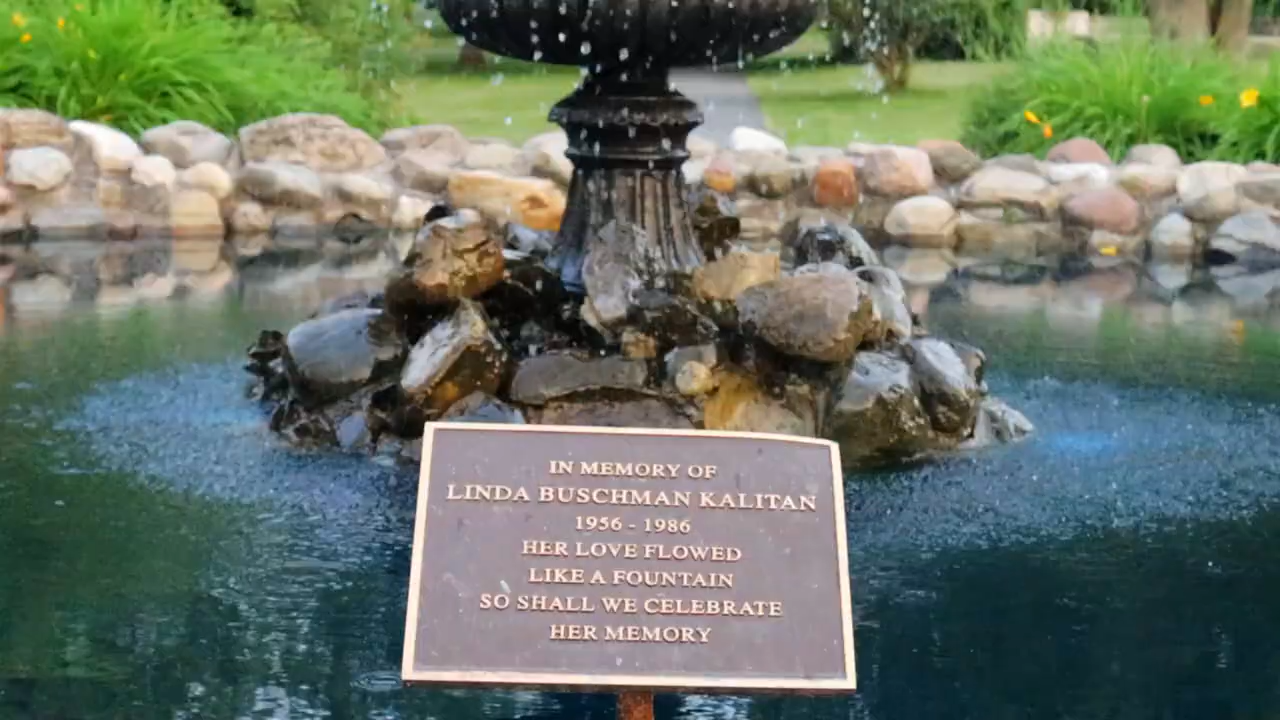 IN MEMORY OF
LINDA BUSCHMAN KALITAN
1956 - 1986
HER LOVE FLOWED
LIKE A FOUNTAIN
SO SHALL WE CELEBRATE
HER MEMORY